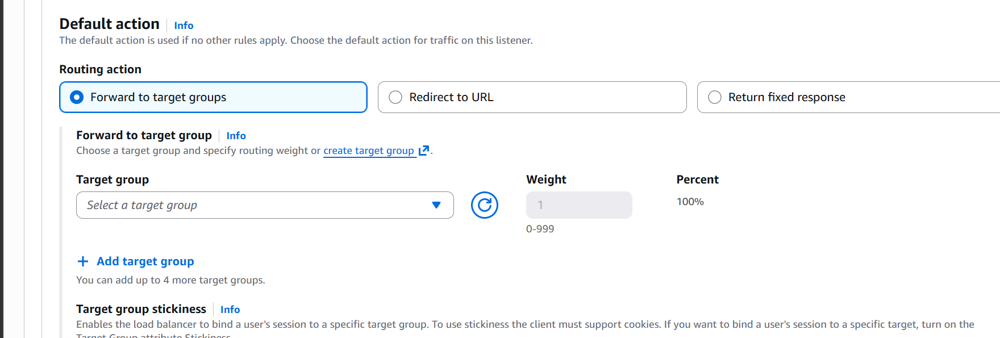 Default action Info
The default action is used if no other rules apply. Choose the default action for traffic on this listener.
Routing action
Forward to target groups Redirect to URL Return fixed response
Forward to target group Info
Choose a target group and specify routing weight or create target group .
Target group Weight Percent
Select a target group 1 100%
0-999
+ Add target group
You can add up to 4 more target groups.
Target group stickiness Info
Enables the load balancer to bind a user's session to a specific target group. To use stickiness the client must support cookies. If you want to bind a user's session to a specific target, turn on the
Target Group attribute Stickiness